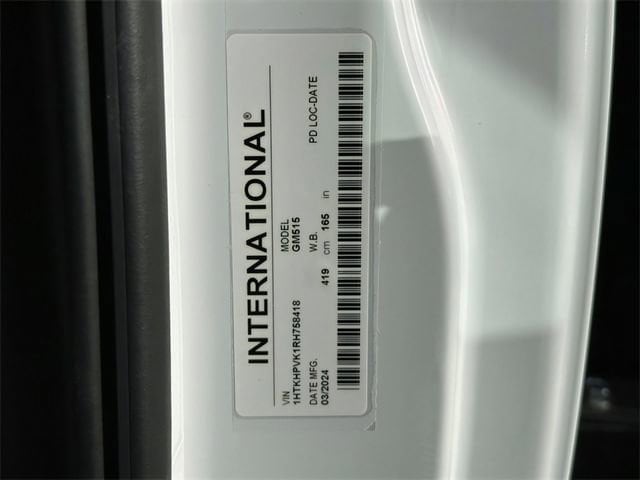 INTERNATIONAL®
VIN MODEL
1HTKHPVK1RH758418 GM515
DATE MFG. W.B. PD LOC-DATE
03/2024 419 cm 165 in